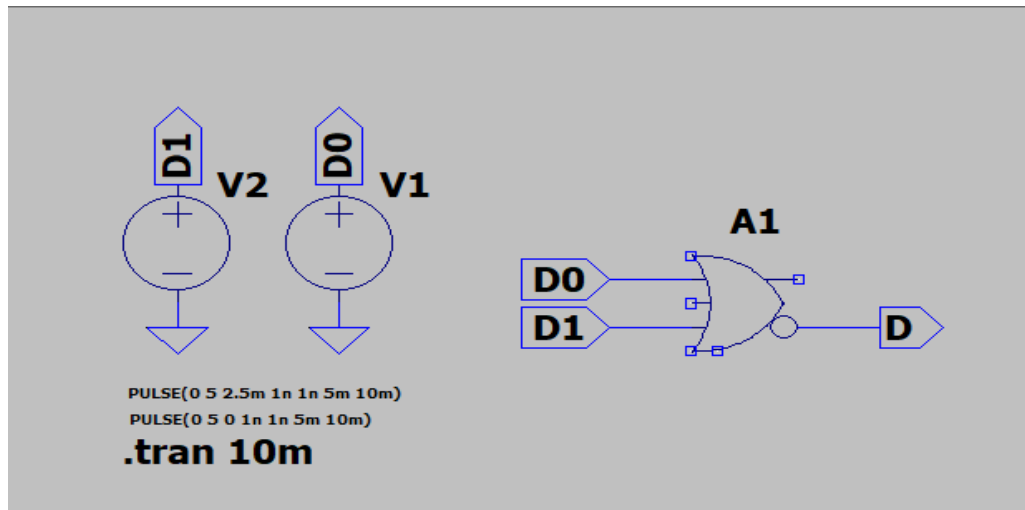 D1
V2
D0
V1
A1
D0
D1
D
PULSE(0 5 2.5m 1n 1n 5m 10m)
PULSE(0 5 0 1n 1n 5m 10m)
.tran 10m